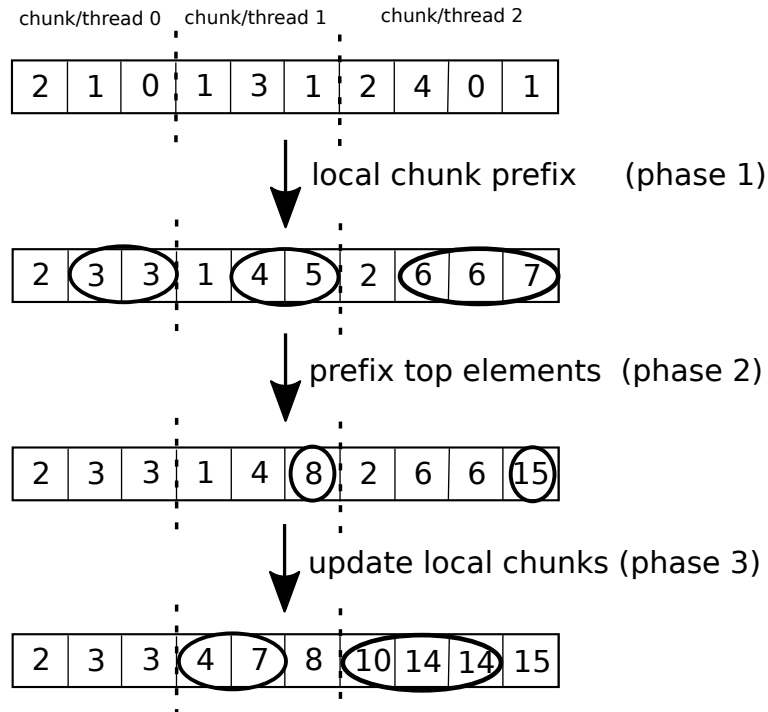 chunk/thread 0 chunk/thread 1 chunk/thread 2
2 1 0 1 3 1 2 4 0 1
local chunk prefix (phase 1)
2 3 3 1 4 5 2 6 6 7
prefix top elements (phase 2)
2 3 3 1 4 8 2 6 6 15
update local chunks (phase 3)
2 3 3 4 7 8 10 14 14 15